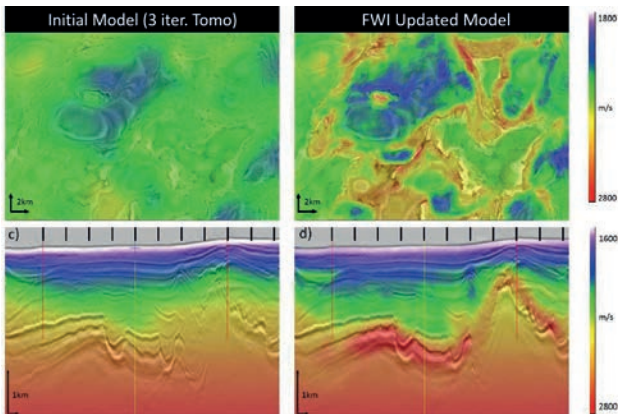 Initial Model (3 iter. Tomo)
FWI Updated Model
1800
m/s
2800
2km
2km
c)
d)
1600
m/s
2800
1km
1km